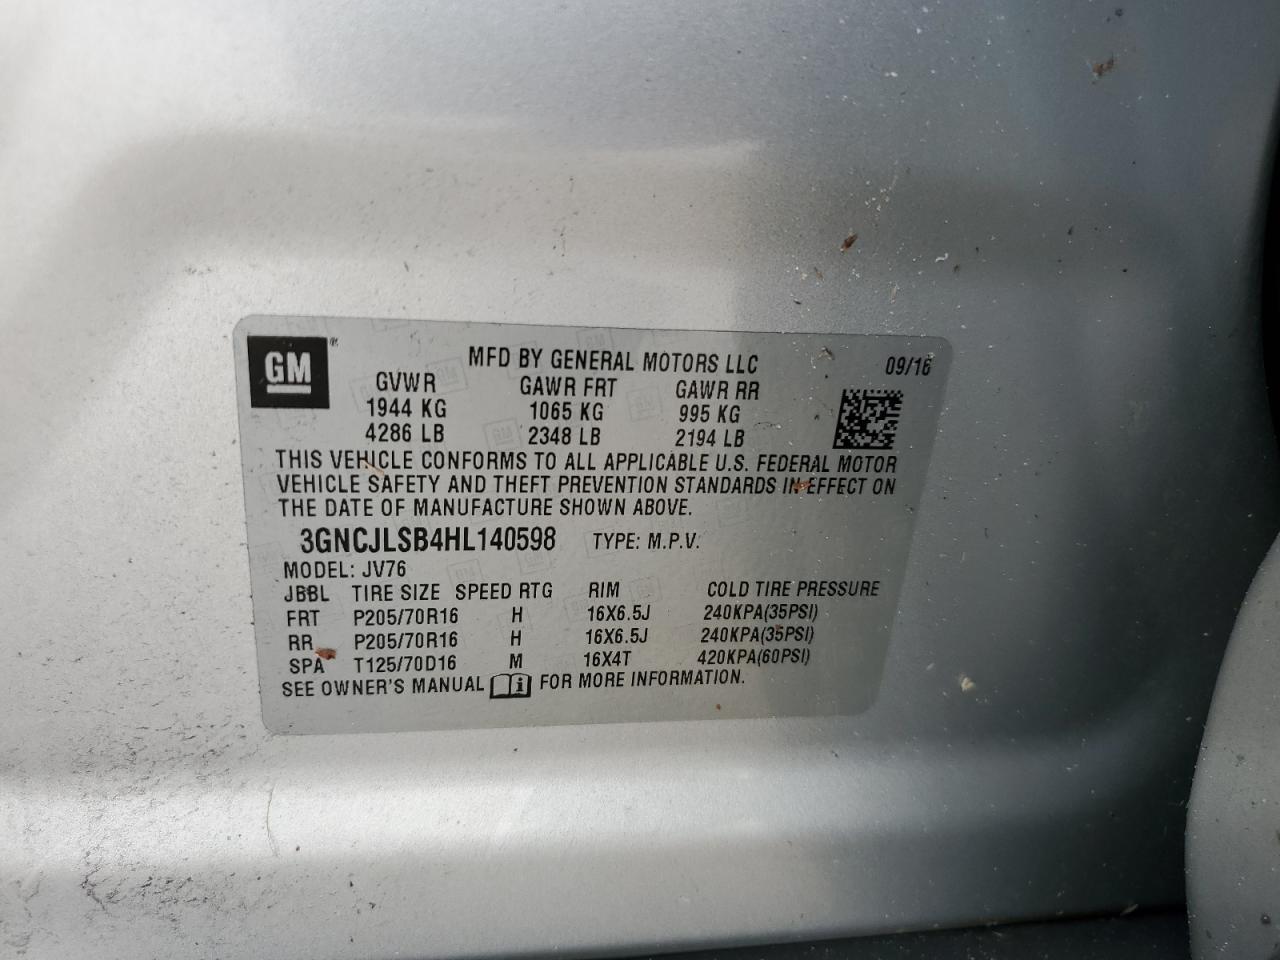 GM®
MFD BY GENERAL MOTORS LLC 09/16
GVWR GAWR FRT GAWR RR
1944 KG 1065 KG 995 KG
4286 LB 2348 LB 2194 LB
THIS VEHICLE CONFORMS TO ALL APPLICABLE U.S. FEDERAL MOTOR
VEHICLE SAFETY AND THEFT PREVENTION STANDARDS IN EFFECT ON
THE DATE OF MANUFACTURE SHOWN ABOVE.
3GNCJLSB4HL140598 TYPE: M.P.V.
MODEL: JV76
JBBL TIRE SIZE SPEED RTG RIM COLD TIRE PRESSURE
FRT P205/70R16 H 16X6.5J 240KPA(35PSI)
RR P205/70R16 H 16X6.5J 240KPA(35PSI)
SPA T125/70D16 M 16X4T 420KPA(60PSI)
SEE OWNER'S MANUAL i FOR MORE INFORMATION.